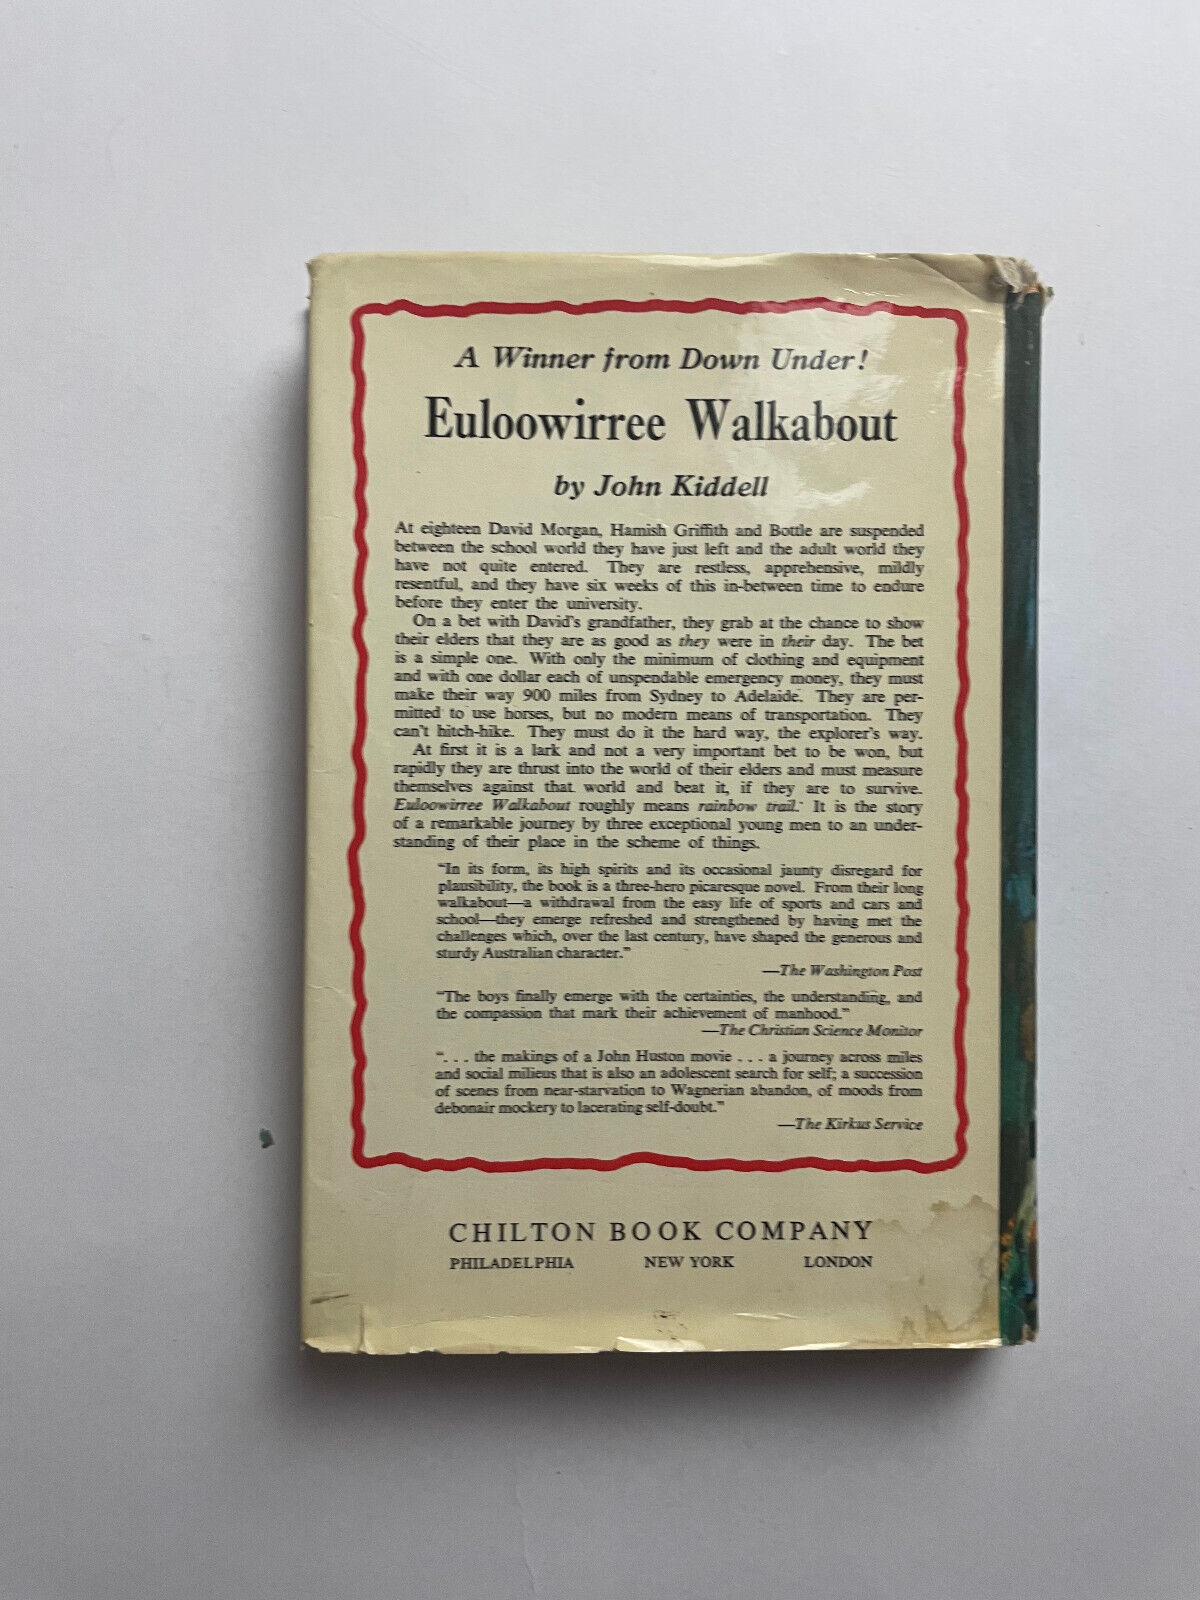 A Winner from Down Under!
Euloowirree Walkabout
by John Kiddell
At eighteen David Morgan, Hamish Griffith and Bottle are suspended
between the school world they have just left and the adult world they
have not quite entered. They are restless, apprehensive, mildly
resentful, and they have six weeks of this in-between time to endure
before they enter the university.
On a bet with David's grandfather, they grab at the chance to show
their elders that they are as good as they were in their day. The bet
is a simple one. With only the minimum of clothing and equipment
and with one dollar each of unspendable emergency money, they must
make their way 900 miles from Sydney to Adelaide. They are per-
mitted to use horses, but no modern means of transportation. They
can't hitch-hike. They must do it the hard way, the explorer's way.
At first it is a lark and not a very important bet to be won, but
rapidly they are thrust into the world of their elders and must measure
themselves against that world and beat it, if they are to survive.
Euloowirree Walkabout roughly means rainbow trail. It is the story
of a remarkable journey by three exceptional young men to an under-
standing of their place in the scheme of things.
"In its form, its high spirits and its occasional jaunty disregard for
plausibility, the book is a three-hero picaresque novel. From their long
walkabout—a withdrawal from the easy life of sports and cars and
school—they emerge refreshed and strengthened by having met the
challenges which, over the last century, have shaped the generous and
sturdy Australian character."
—The Washington Post
"The boys finally emerge with the certainties, the understanding, and
the compassion that mark their achievement of manhood."
—The Christian Science Monitor
". . . the makings of a John Huston movie . . . a journey across miles
and social milieus that is also an adolescent search for self; a succession
of scenes from near-starvation to Wagnerian abandon, of moods from
debonair mockery to lacerating self-doubt."
—The Kirkus Service
CHILTON BOOK COMPANY
PHILADELPHIA NEW YORK LONDON